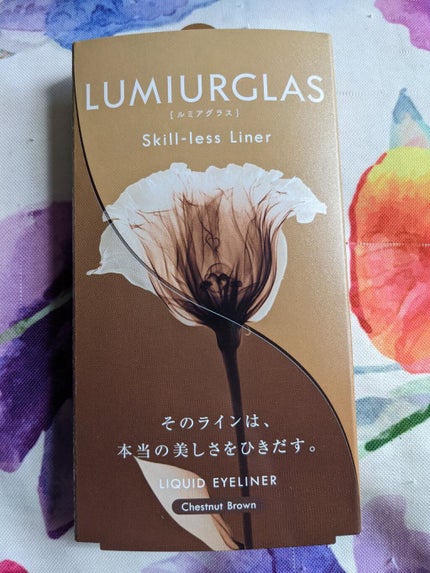 LUMIURGLAS
[ルミアグラス]
Skill-less Liner
そのラインは、
本当の美しさをひきだす。
LIQUID EYELINER
Chestnut Brown